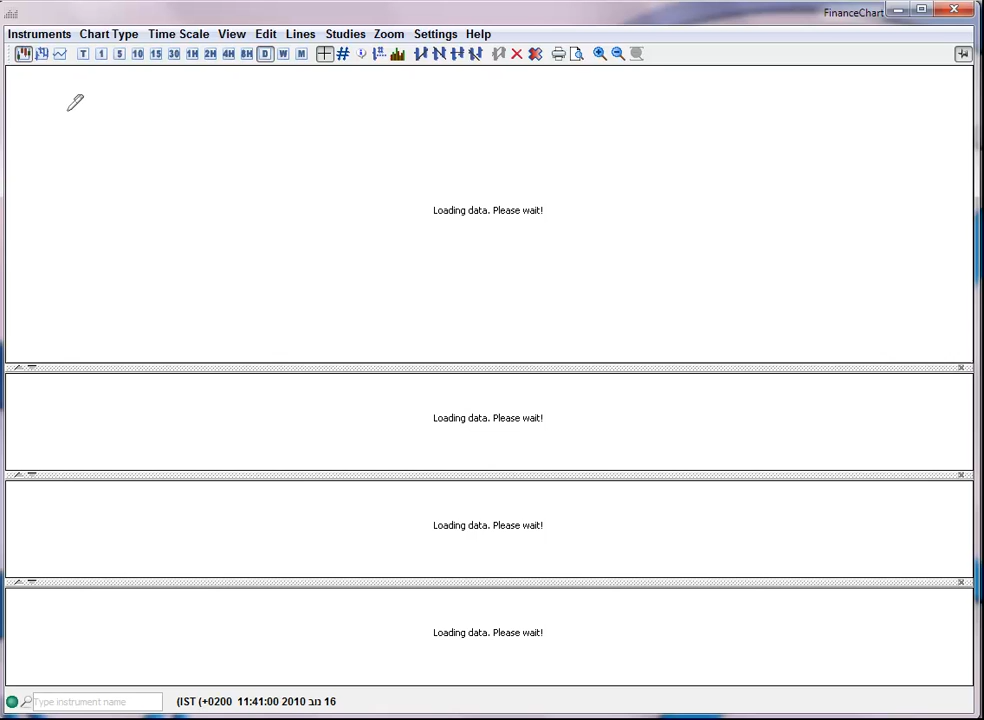 FinanceChart
Instruments Chart Type Time Scale View Edit Lines Studies Zoom Settings Help
T 1 5 10 15 30 1H 2H 4H 8H D W M
Loading data. Please wait!
Loading data. Please wait!
Loading data. Please wait!
Loading data. Please wait!
Type instrument name (IST (+0200 11:41:00 2010 נוב 16